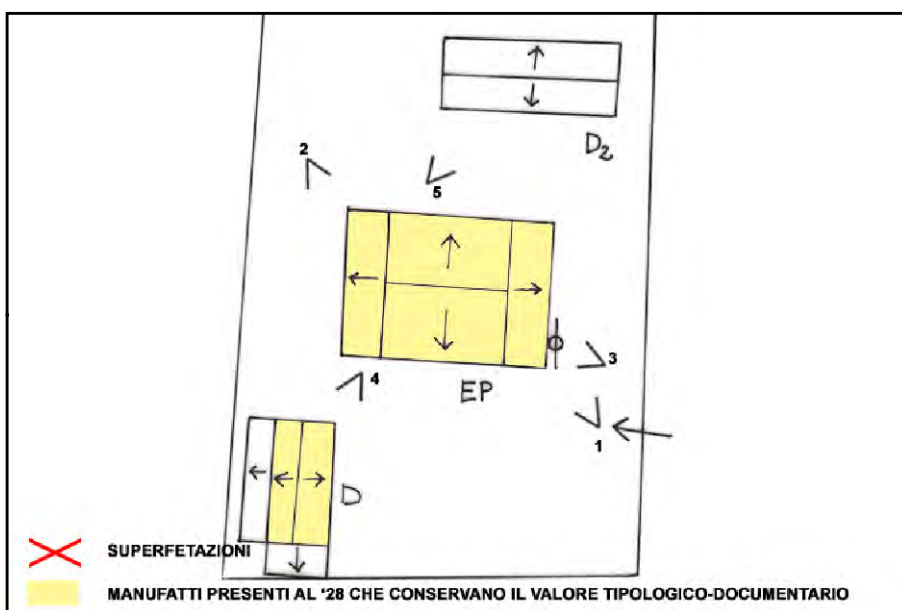 D2
2
5
3
4
EP
1
D
SUPERFETAZIONI
MANUFATTI PRESENTI AL '28 CHE CONSERVANO IL VALORE TIPOLOGICO-DOCUMENTARIO